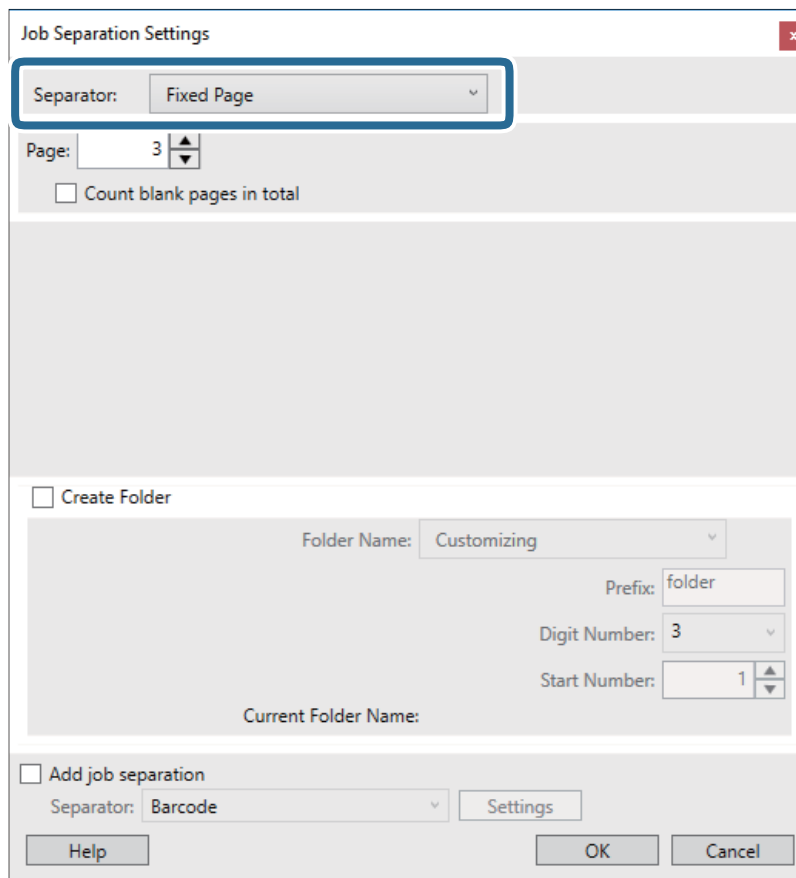 Job Separation Settings
x
Separator: Fixed Page
Page: 3
Count blank pages in total
Create Folder
Folder Name: Customizing
Prefix: folder
Digit Number: 3
Start Number: 1
Current Folder Name:
Add job separation
Separator: Barcode Settings
Help OK Cancel